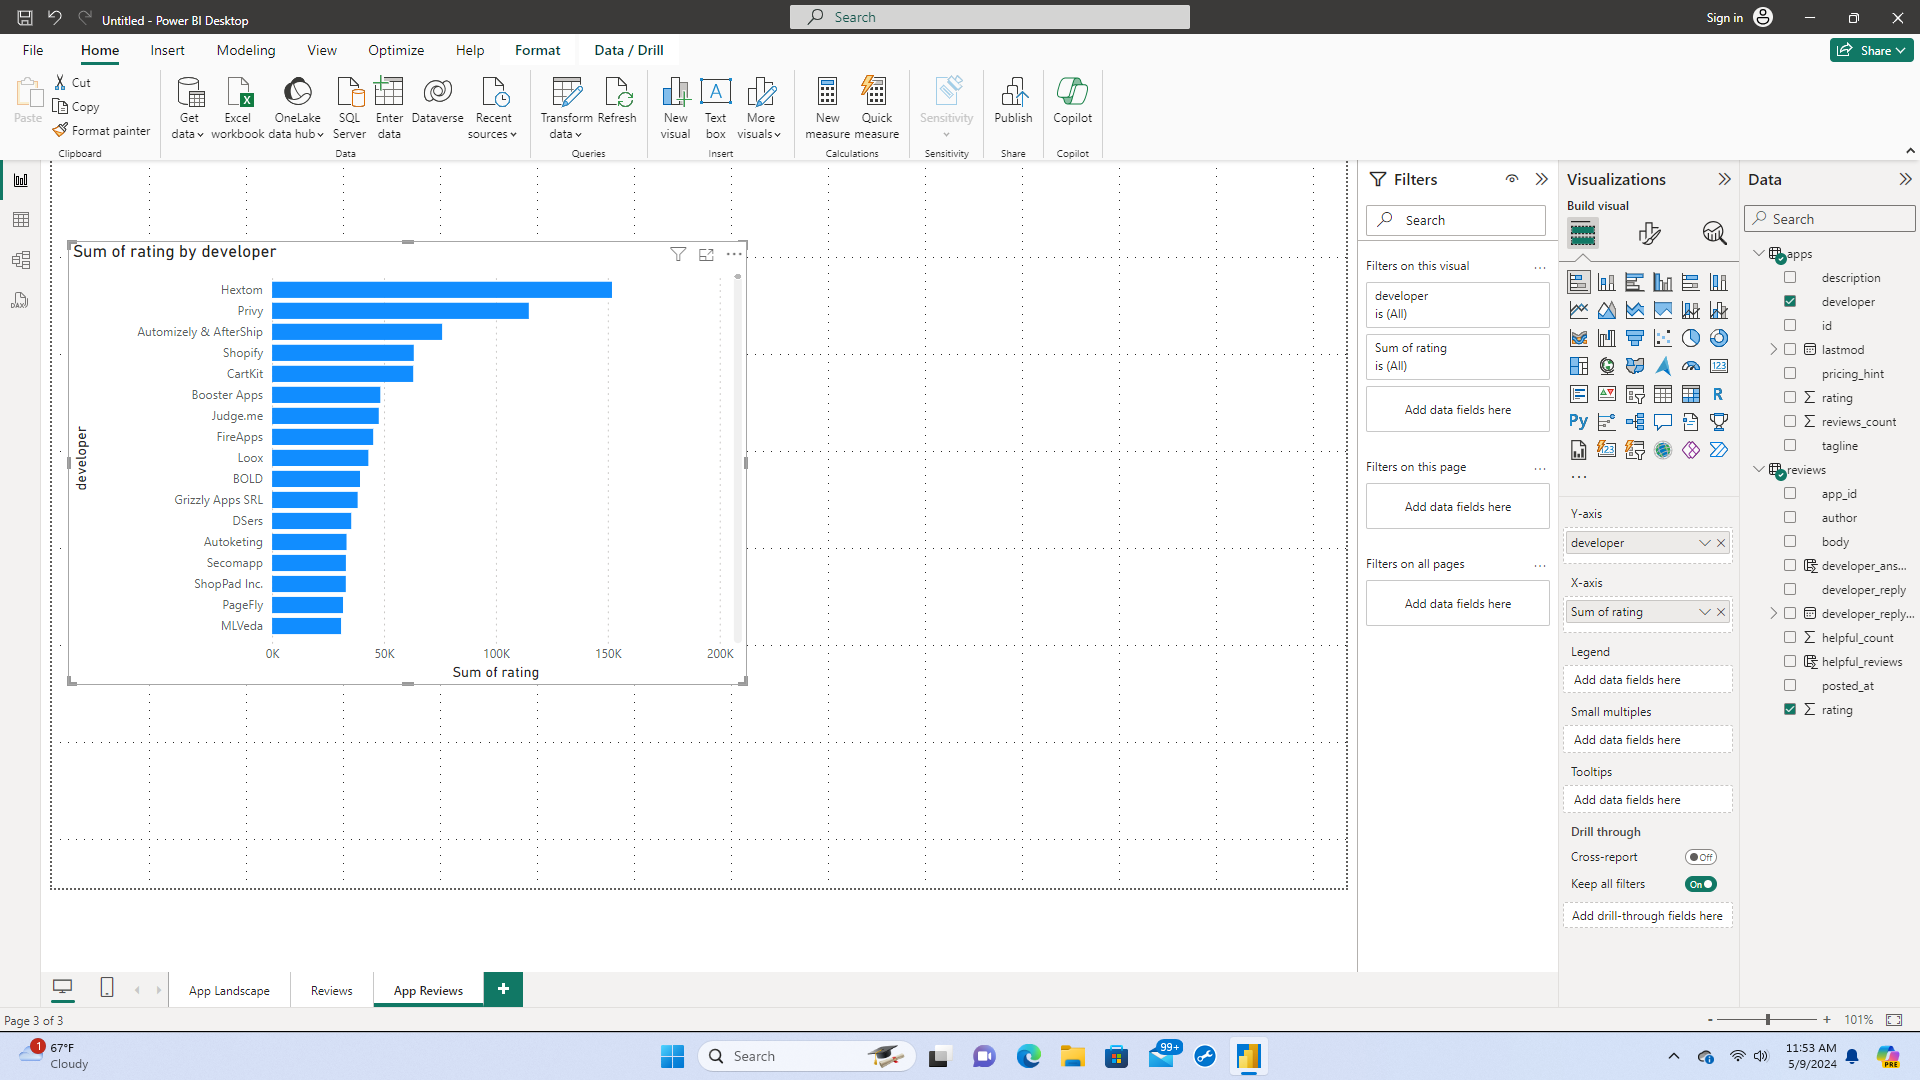 Untitled - Power BI Desktop
Search
Sign in
File
Home
Insert
Modeling
View
Optimize
Help
Format
Data / Drill
Share
Paste
Cut
Copy
Format painter
Clipboard
Get
data
Excel
workbook
OneLake
data hub
SQL
Server
Enter
data
Dataverse
Recent
sources
Data
Transform
data
Refresh
Queries
New
visual
Text
box
More
visuals
Insert
New
measure
Quick
measure
Calculations
Sensitivity
Sensitivity
Publish
Share
Copilot
Copilot
Sum of rating by developer
developer
Hextom
Privy
Automizely & AfterShip
Shopify
CartKit
Booster Apps
Judge.me
FireApps
Loox
BOLD
Grizzly Apps SRL
DSers
Autoketing
Secomapp
ShopPad Inc.
PageFly
MLVeda
0K 50K 100K 150K 200K
Sum of rating
Filters
Search
Filters on this visual
developer
is (All)
Sum of rating
is (All)
Add data fields here
Filters on this page
Add data fields here
Filters on all pages
Add data fields here
Visualizations
Build visual
123
R
Py
Y-axis
developer
X-axis
Sum of rating
Legend
Add data fields here
Small multiples
Add data fields here
Tooltips
Add data fields here
Drill through
Cross-report
Off
Keep all filters
On
Add drill-through fields here
Data
Search
apps
description
developer
id
lastmod
pricing_hint
rating
reviews_count
tagline
reviews
app_id
author
body
developer_ans...
developer_reply
developer_reply...
helpful_count
helpful_reviews
posted_at
rating
App Landscape
Reviews
App Reviews
+
Page 3 of 3
- + 101%
1
67°F
Cloudy
Search
99+
11:53 AM
5/9/2024
PRE